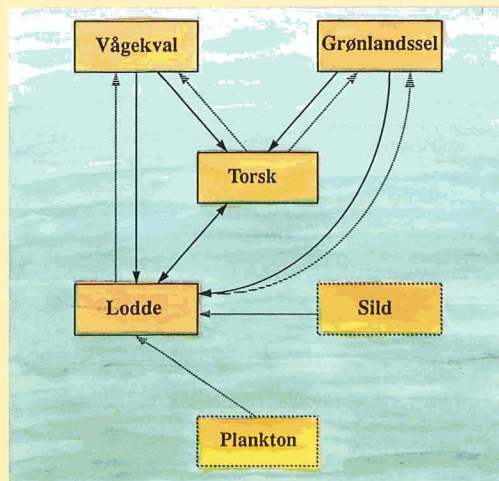 Vågekval
Grønlandssel
Torsk
Lodde
Sild
Plankton